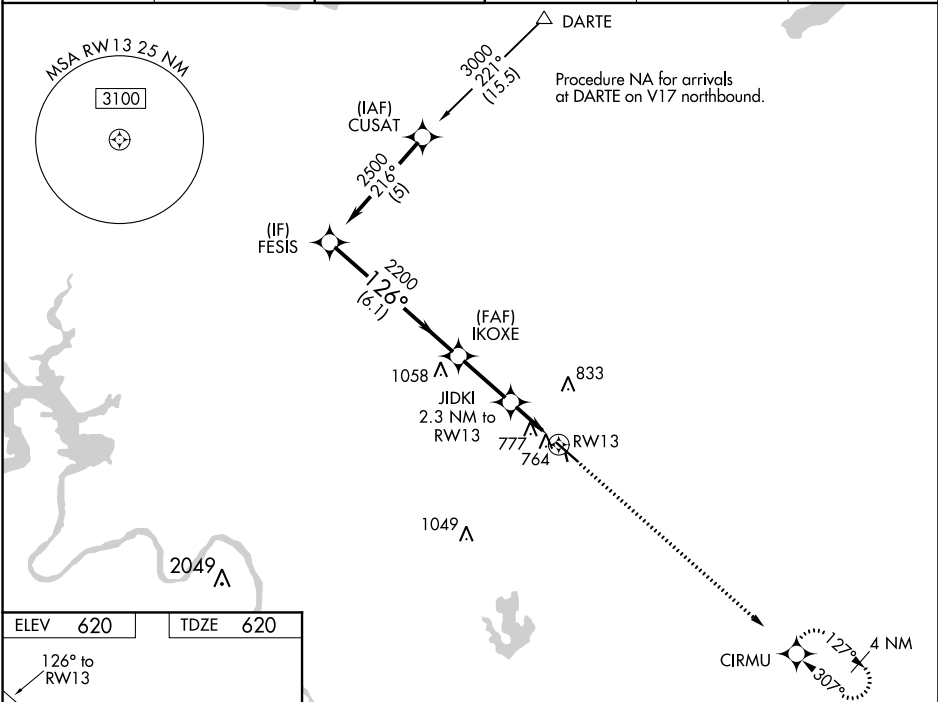 MSA RW13 25 NM
3100
DARTE
3000
221°
(15.5)
Procedure NA for arrivals
at DARTE on V17 northbound.
(IAF)
CUSAT
2500
216°
(5)
(IF)
FESIS
2200
126°
(6.1)
(FAF)
IKOXE
1058
833
JIDKI
2.3 NM to
RW13
777
764
RW13
1049
2049
ELEV 620
TDZE 620
126° to
RW13
CIRMU
127°
4 NM
307°